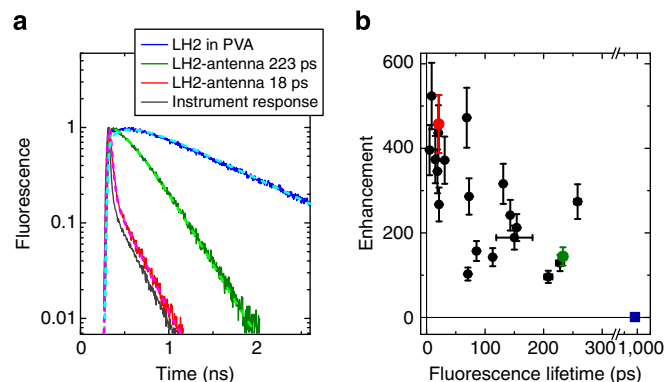 a
LH2 in PVA
LH2-antenna 223 ps
LH2-antenna 18 ps
Instrument response
1
0.1
0.01
Fluorescence
0
1
2
Time (ns)
b
600
400
200
0
Enhancement
0
100
200
300
1,000
Fluorescence lifetime (ps)